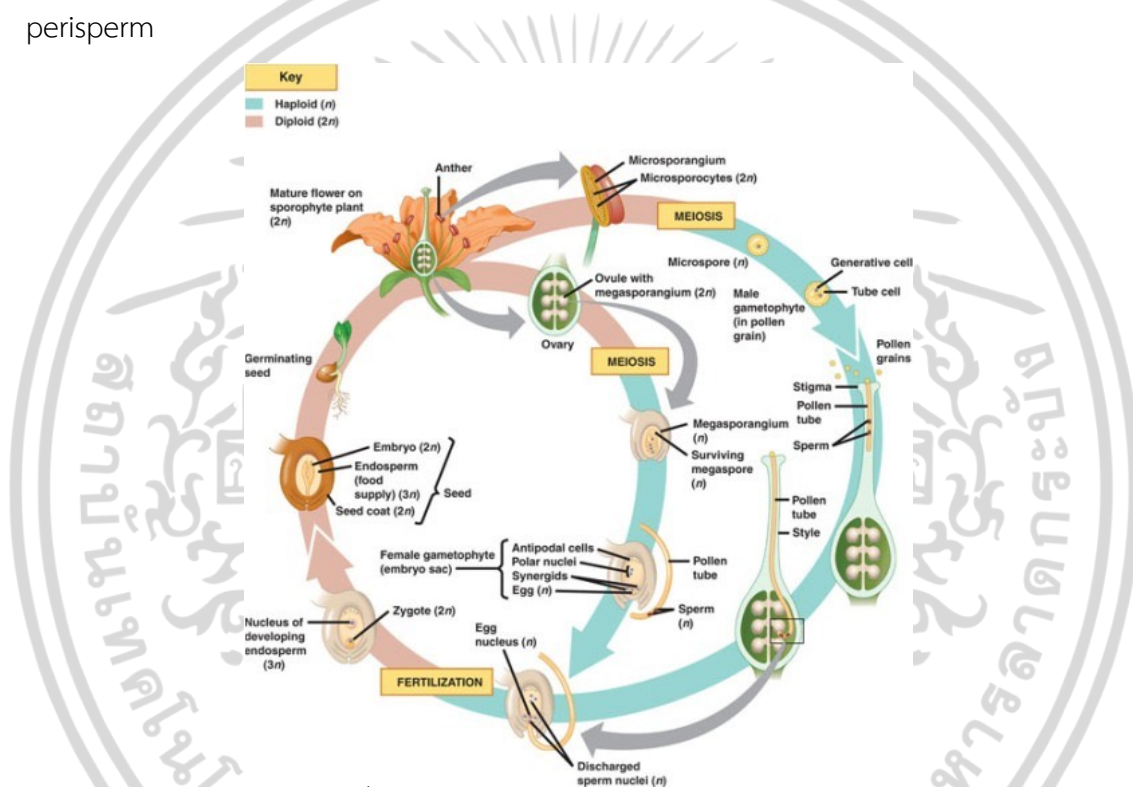 perisperm
Key
Haploid (n)
Diploid (2n)
Anther
Mature flower on
sporophyte plant
(2n)
Microsporangium
Microsporocytes (2n)
MEIOSIS
Microspore (n)
Generative cell
Tube cell
Male
gametophyte
(in pollen
grain)
Ovule with
megasporangium (2n)
Ovary
MEIOSIS
Pollen
grains
Stigma
Pollen
tube
Sperm
Germinating
seed
Megasporangium
(n)
Surviving
megaspore
(n)
Embryo (2n)
Endosperm
(food
supply) (3n)
Seed coat (2n)
Seed
Pollen
tube
Style
Female gametophyte
(embryo sac)
Antipodal cells
Polar nuclei
Synergids
Egg (n)
Pollen
tube
Sperm
(n)
Zygote (2n)
Nucleus of
developing
endosperm
(3n)
Egg
nucleus (n)
FERTILIZATION
Discharged
sperm nuclei (n)